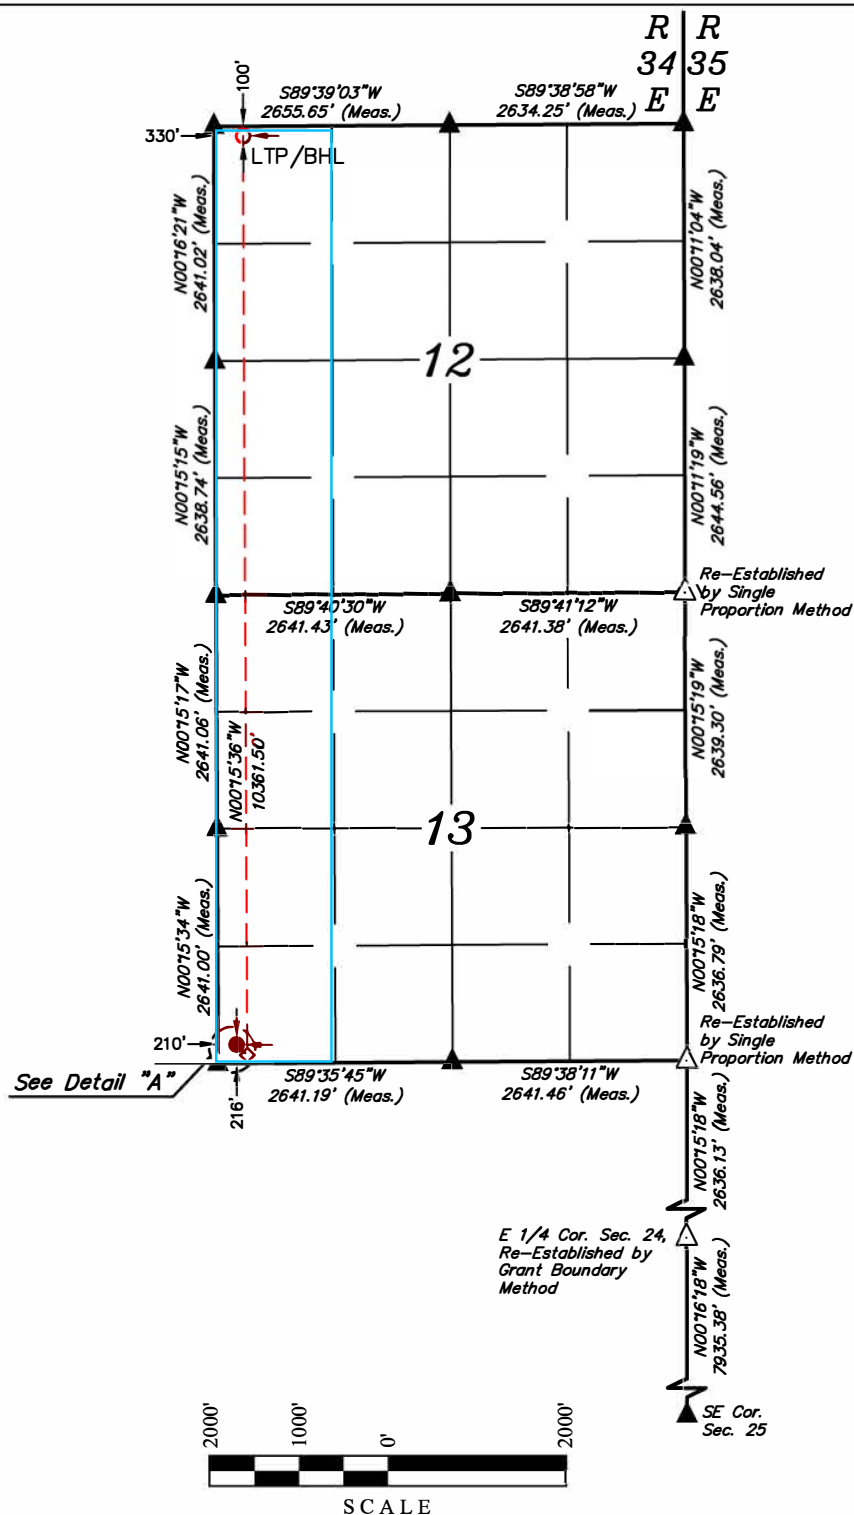 R R
34 35
E E
100'
S89°39'03"W
2655.65' (Meas.)
S89°38'58"W
2634.25' (Meas.)
330'
LTP/BHL
N00°16'21"W
2641.02' (Meas.)
N00°11'04"W
2638.04' (Meas.)
12
N00°15'15"W
2638.74' (Meas.)
N00°11'19"W
2644.56' (Meas.)
Re-Established
by Single
Proportion Method
S89°40'30"W
2641.43' (Meas.)
S89°41'12"W
2641.38' (Meas.)
N00°15'17"W
2641.06' (Meas.)
N00°15'36"W
10361.50'
N00°15'19"W
2639.30' (Meas.)
13
N00°15'34"W
2641.00' (Meas.)
N00°15'18"W
2636.79' (Meas.)
Re-Established
by Single
Proportion Method
210'
See Detail "A"
216'
S89°35'45"W
2641.19' (Meas.)
S89°38'11"W
2641.46' (Meas.)
N00°15'18"W
2636.13' (Meas.)
E 1/4 Cor. Sec. 24,
Re-Established by
Grant Boundary
Method
N00°16'18"W
7935.38' (Meas.)
SE Cor.
Sec. 25
2000' 1000' 0' 2000'
SCALE